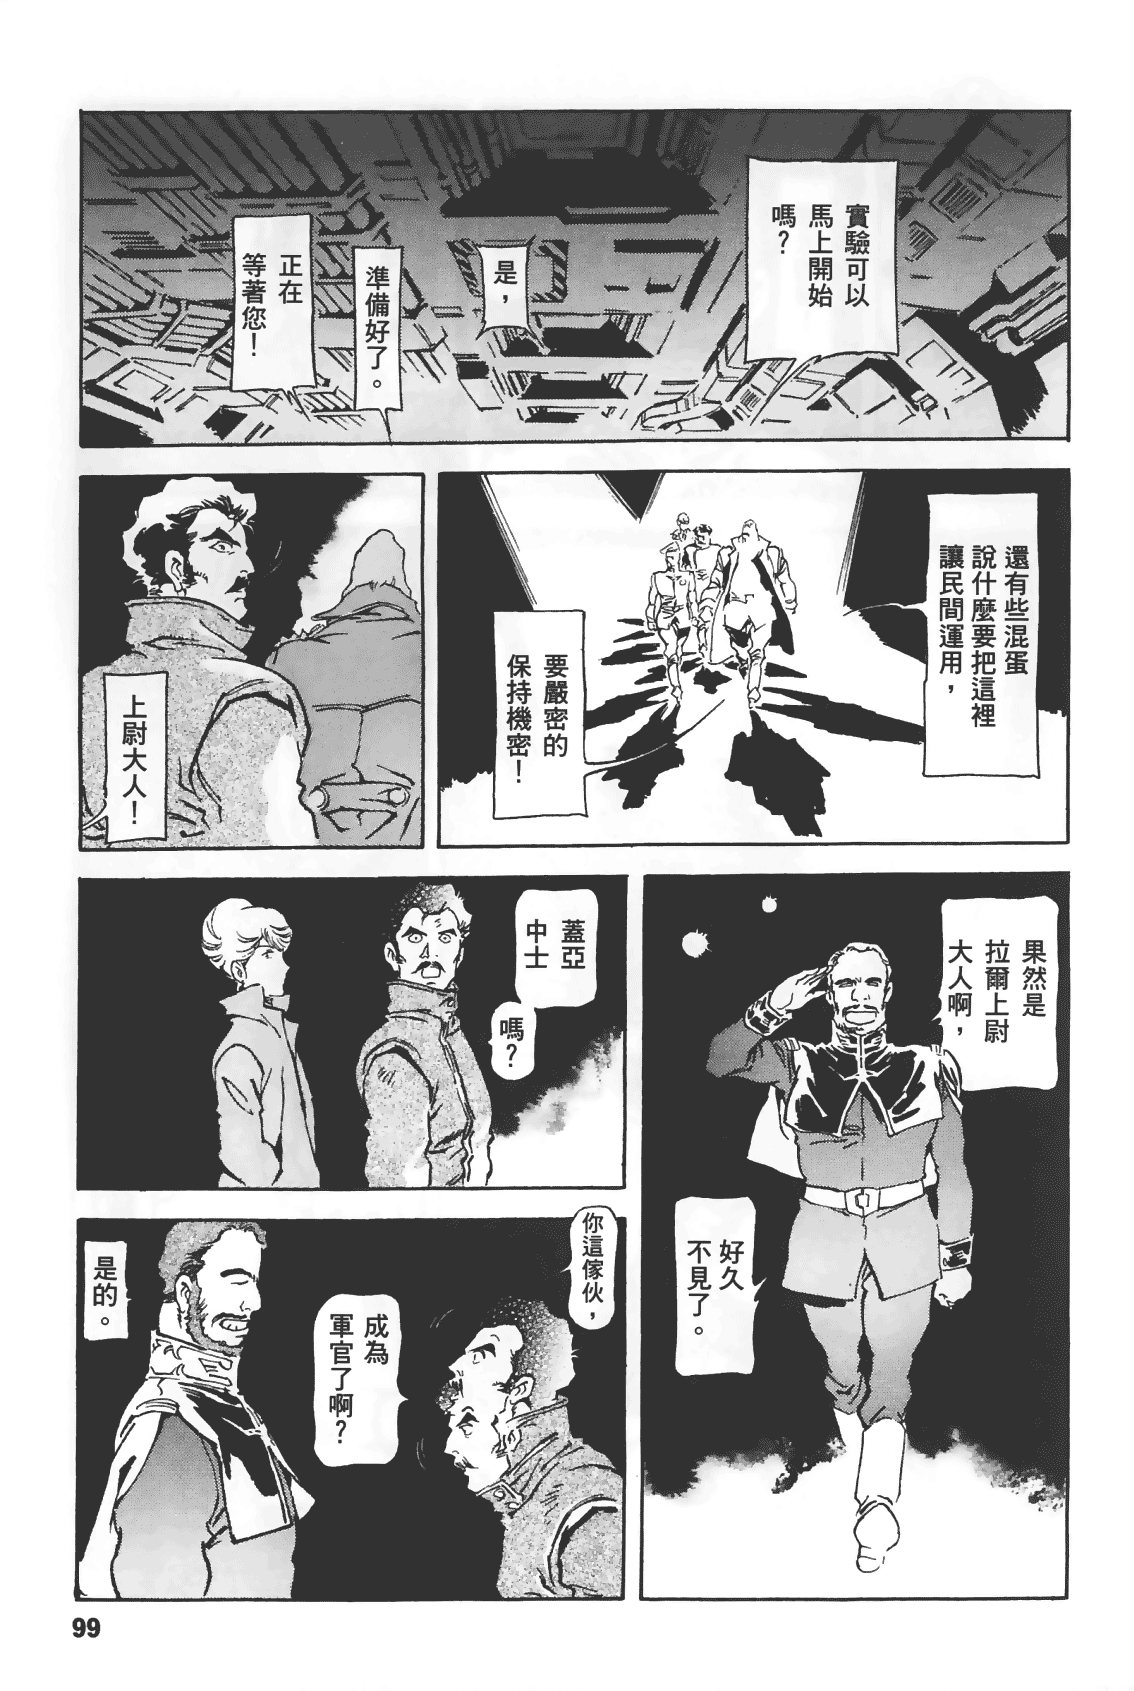 實驗可以
馬上開始
嗎？
是，
準備好了。
正在
等著您！
還有些混蛋
說什麼要把這裡
讓民間運用，
要嚴密的
保持機密！
上尉大人！
果然是
拉爾上尉
大人啊，
好久
不見了。
蓋亞
中士
嗎？
你這傢伙，
成為
軍官了啊？
是的。
99